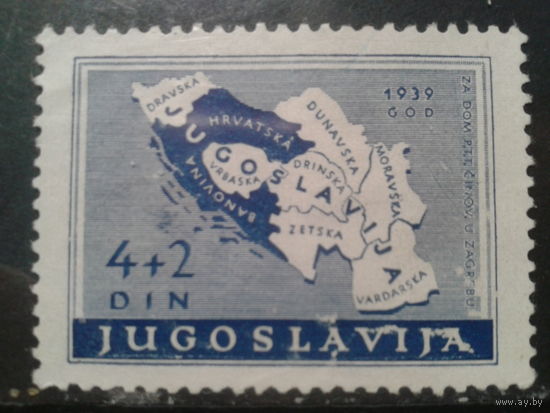 1939
GOD
ZA DOM P.T.T. ČINOV. U ZAGREBU
DRAVSKA
HRVATSKA
BANOVINA
DUNAVSKA
MORAVSKA
DRINSKA
VRBASKA
ZETSKA
VARDARSKA
JUGOSLAVIJA
4+2
DIN
JUGOSLAVIJA
www.ay.by